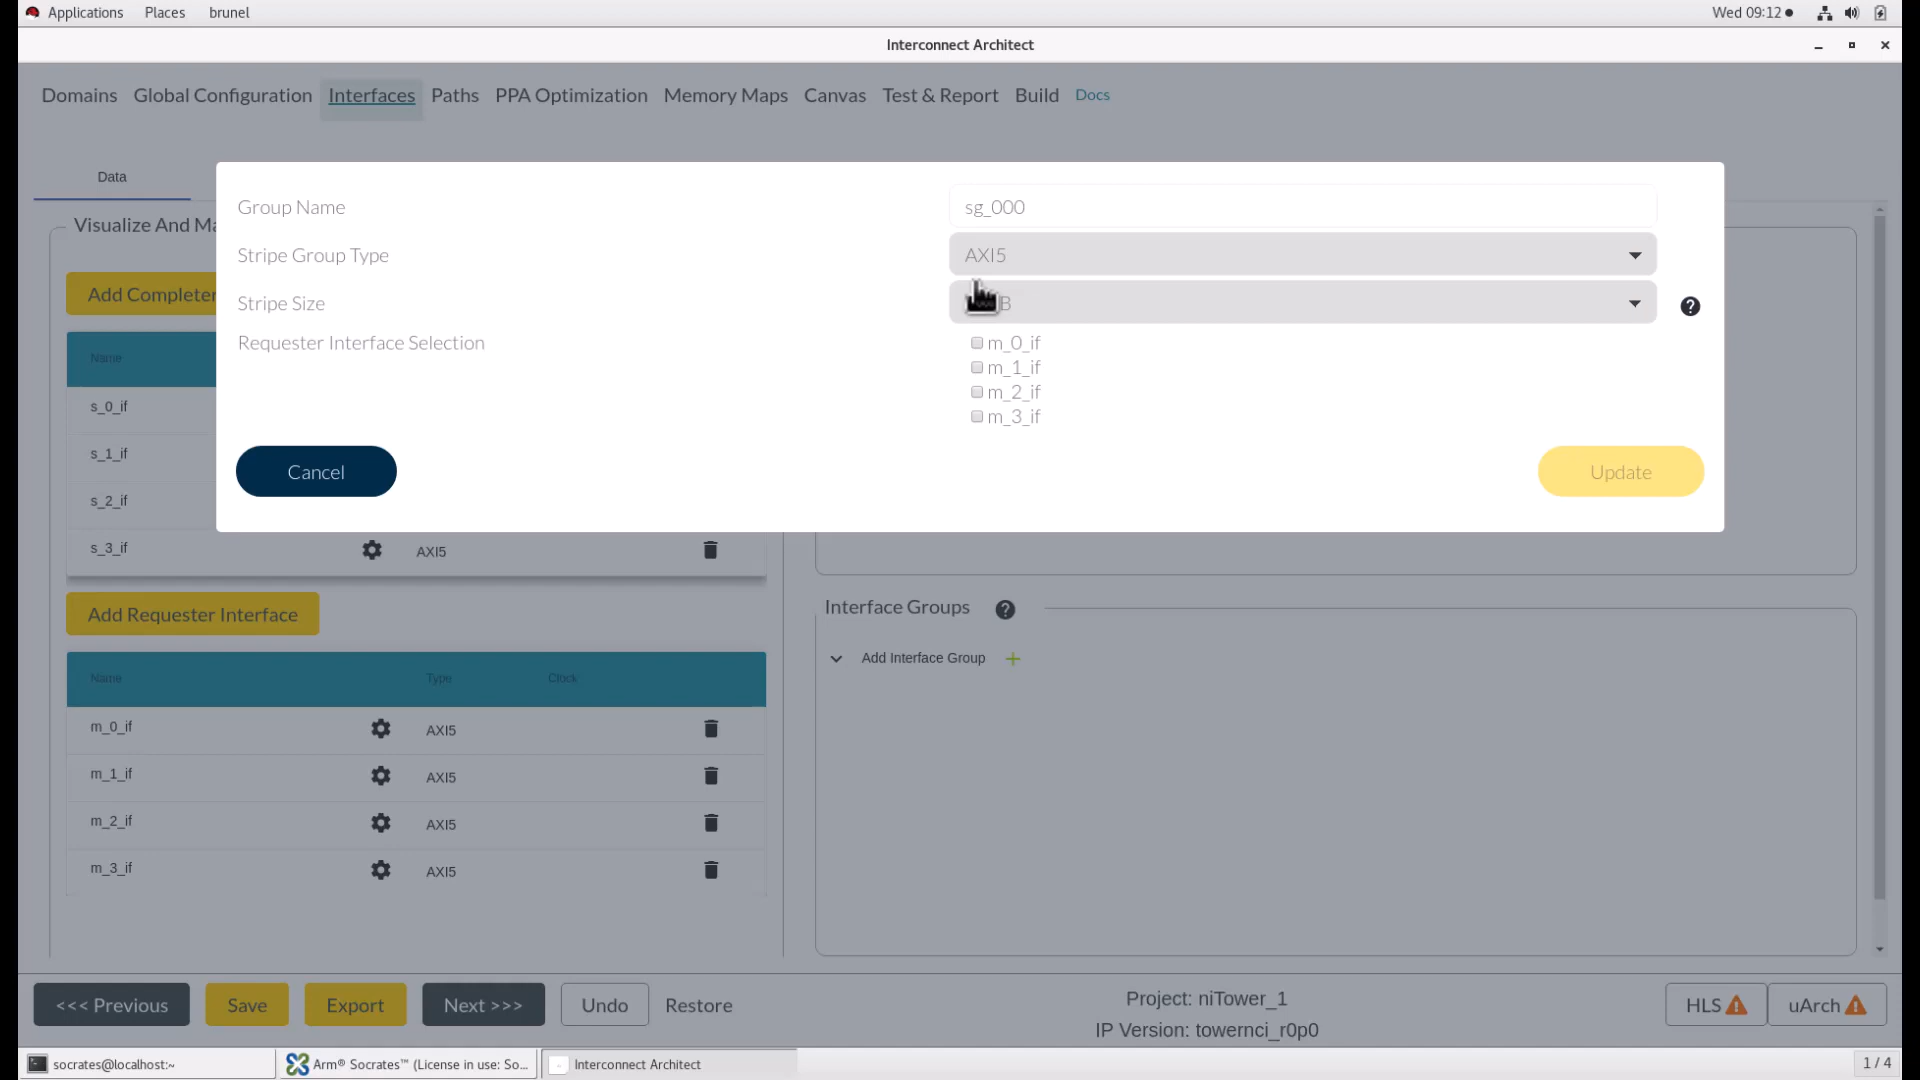 Applications Places brunel Wed 09:12
Interconnect Architect
Domains Global Configuration Interfaces Paths PPA Optimization Memory Maps Canvas Test & Report Build Docs
Data
Visualize And Ma
Group Name sg_000
Stripe Group Type AXI5
Stripe Size B
Requester Interface Selection m_0_if
m_1_if
m_2_if
m_3_if
Cancel Update
Add Completer
Name
s_0_if
s_1_if
s_2_if
s_3_if AXI5
Add Requester Interface
Name Type Clock
m_0_if AXI5
m_1_if AXI5
m_2_if AXI5
m_3_if AXI5
Interface Groups ?
Add Interface Group +
<<< Previous Save Export Next >>> Undo Restore
Project: niTower_1
IP Version: towernci_r0p0
HLS uArch
socrates@localhost:~ Arm® Socrates™ (License in use: So... Interconnect Architect 1 / 4